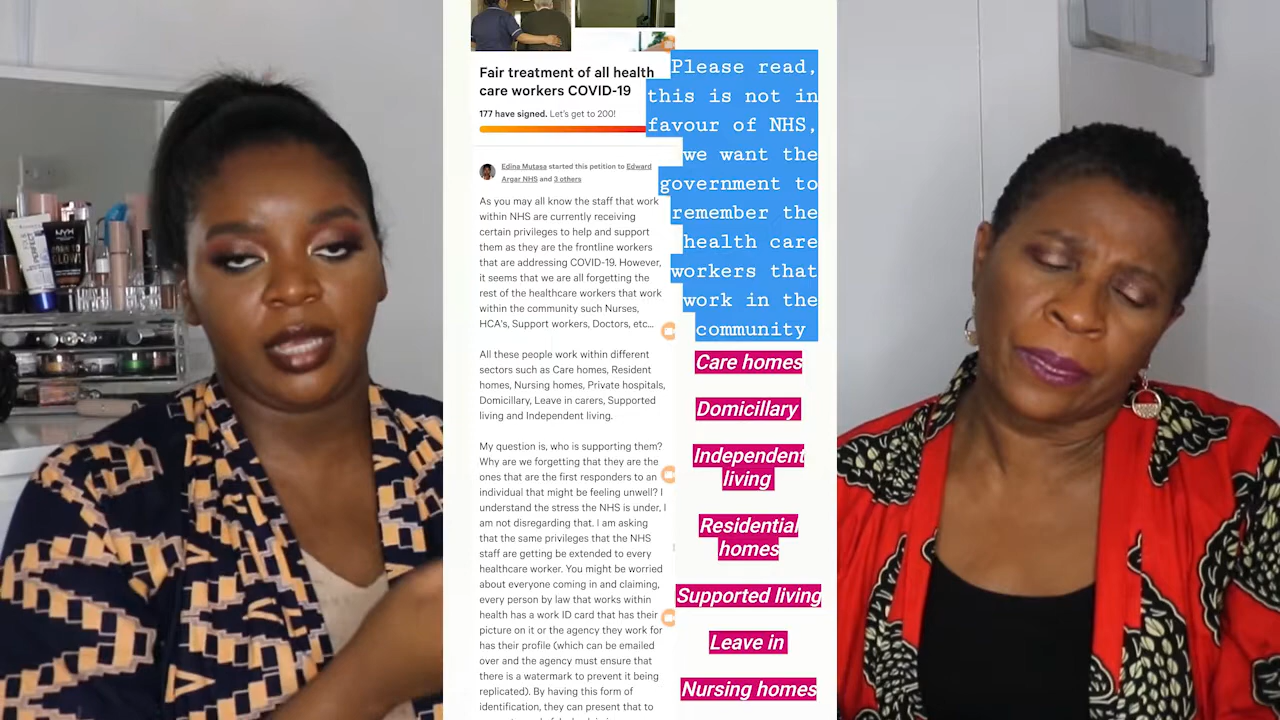 NYX
BORN TO
GLOW!
Fair treatment of all health
care workers COVID-19
177 have signed. Let's get to 200!
Edina Mutasa started this petition to Edward
Argar NHS and 3 others
As you may all know the staff that work
within NHS are currently receiving
certain privileges to help and support
them as they are the frontline workers
that are addressing COVID-19. However,
it seems that we are all forgetting the
rest of the healthcare workers that work
within the community such Nurses,
HCA's, Support workers, Doctors, etc...
All these people work within different
sectors such as Care homes, Resident
homes, Nursing homes, Private hospitals,
Domicillary, Leave in carers, Supported
living and Independent living.
My question is, who is supporting them?
Why are we forgetting that they are the
ones that are the first responders to an
individual that might be feeling unwell? I
understand the stress the NHS is under, I
am not disregarding that. I am asking
that the same privileges that the NHS
staff are getting be extended to every
healthcare worker. You might be worried
about everyone coming in and claiming,
every person by law that works within
health has a work ID card that has their
picture on it or the agency they work for
has their profile (which can be emailed
over and the agency must ensure that
there is a watermark to prevent it being
replicated). By having this form of
identification, they can present that to
Please read,
this is not in
favour of NHS,
we want the
government to
remember the
health care
workers that
work in the
community
Care homes
Domicillary
Independent
living
Residential
homes
Supported living
Leave in
Nursing homes